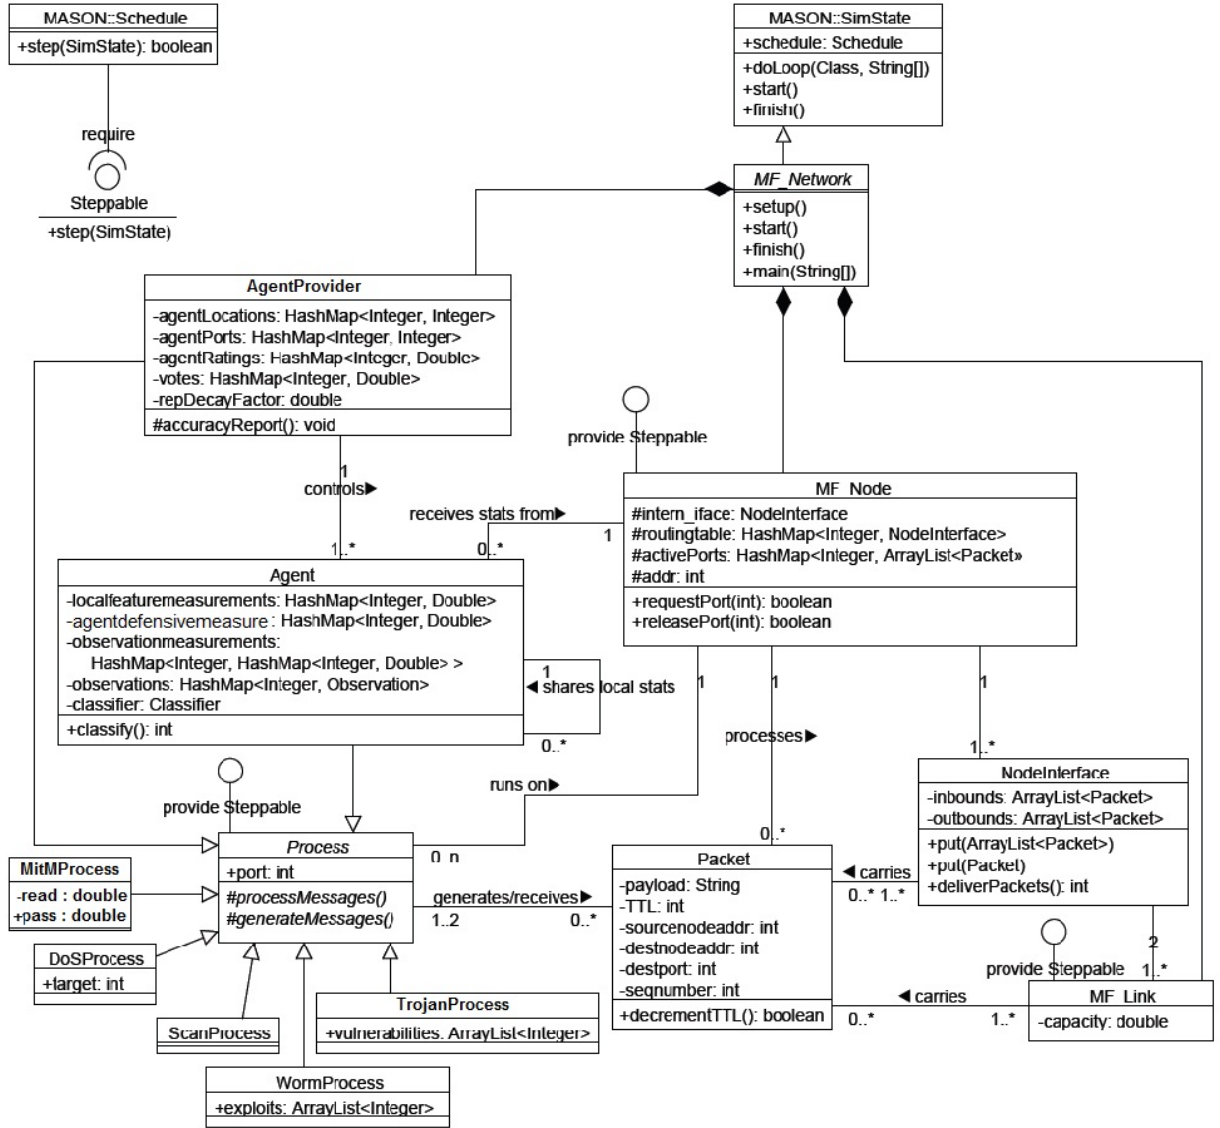 MASON::Schedule
+step(SimState): boolean
require
Steppable
+step(SimState)
MASON::SimState
+schedule: Schedule
+doLoop(Class, String[])
+start()
+finish()
MF_Network
+setup()
+start()
+finish()
+main(String[])
AgentProvider
-agentLocations: HashMap<Integer, Integer>
-agentPorts: HashMap<Integer, Integer>
-agentRatings: HashMap<Integer, Double>
-votes: HashMap<Integer, Double>
-repDecayFactor: double
#accuracyReport(): void
1
controls▶
1..*
provide Steppable
MF_Node
#intern_iface: NodeInterface
#routingtable: HashMap<Integer, NodeInterface>
#activePorts: HashMap<Integer, ArrayList<Packet>>
#addr: int
+requestPort(int): boolean
+releasePort(int): boolean
receives stats from▶
0..*
1
Agent
-localfeaturemeasurements: HashMap<Integer, Double>
-agentdefensivemeasure: HashMap<Integer, Double>
-observationmeasurements:
HashMap<Integer, HashMap<Integer, Double> >
-observations: HashMap<Integer, Observation>
-classifier: Classifier
+classify(): int
1
◀ shares local stats
0..*
1
1
1
processes▶
1..*
runs on▶
0..*
0..n
provide Steppable
Process
+port: int
#processMessages()
#generateMessages()
generates/receives▶
1..2
0..*
NodeInterface
-inbounds: ArrayList<Packet>
-outbounds: ArrayList<Packet>
+put(ArrayList<Packet>)
+put(Packet)
+deliverPackets(): int
Packet
-payload: String
-TTL: int
-sourcenodeaddr: int
-destnodeaddr: int
-destport: int
-seqnumber: int
+decrementTTL(): boolean
◀ carries
0..* 1..*
2
1..*
provide Steppable
MF_Link
-capacity: double
◀ carries
0..*
1..*
MitMProcess
-read : double
+pass : double
DoSProcess
+target: int
ScanProcess
TrojanProcess
+vulnerabilities: ArrayList<Integer>
WormProcess
+exploits: ArrayList<Integer>